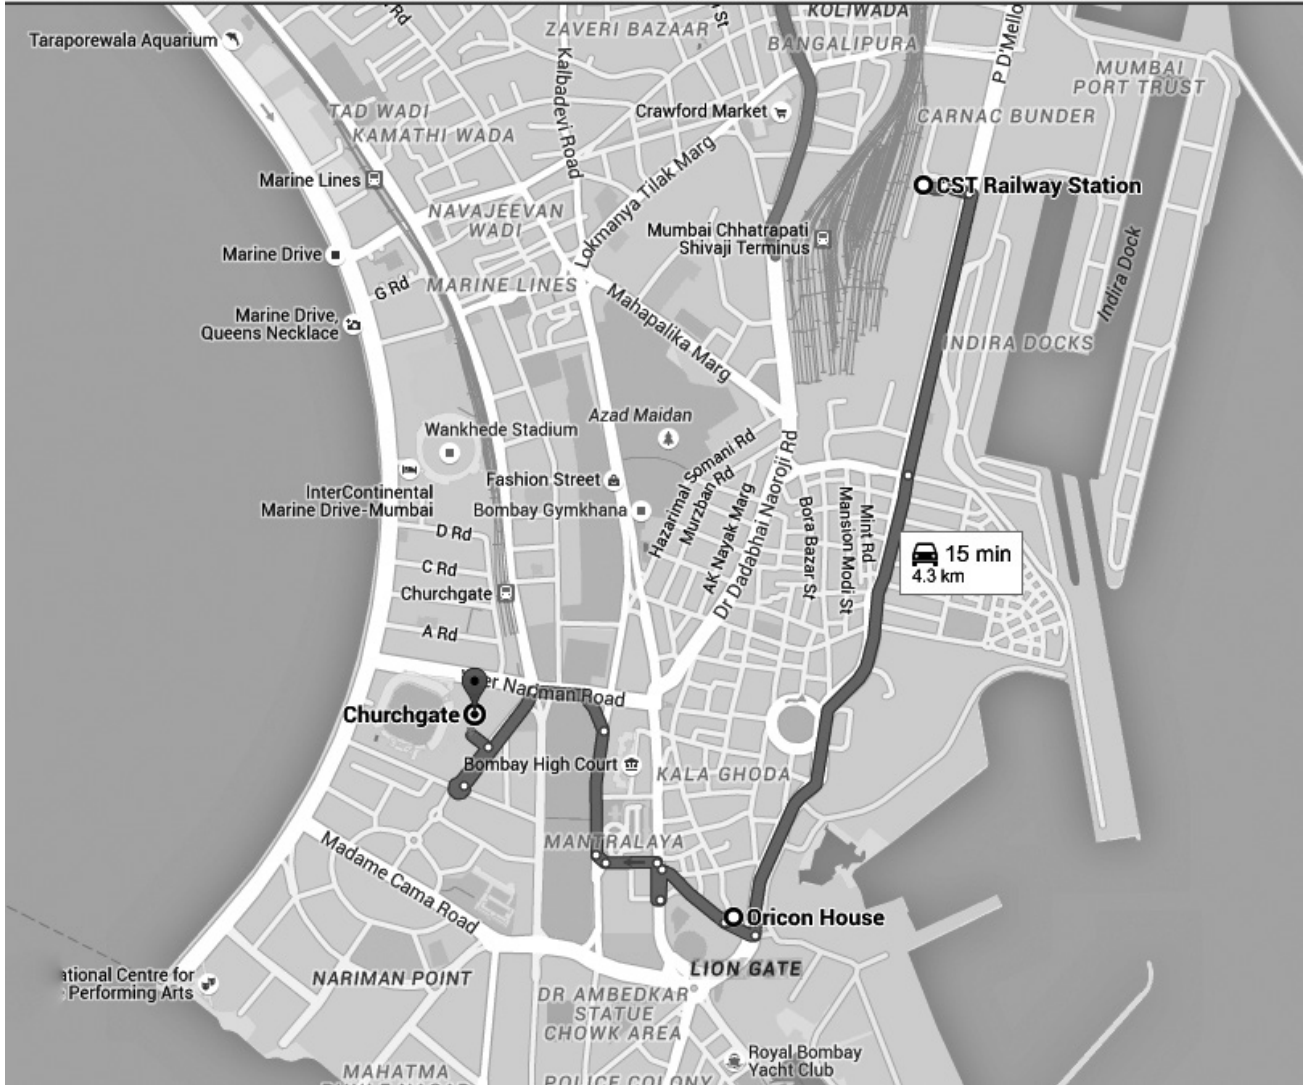 KOLIWADA
ZAVERI BAZAAR
BANGALIPURA
Taraporewala Aquarium
Kalbadevi Road
P D'Mello
MUMBAI
PORT TRUST
Crawford Market
TAD WADI
KAMATHI WADA
CARNAC BUNDER
Marine Lines
Lokmanya Tilak Marg
CST Railway Station
NAVAJEEVAN
WADI
Mumbai Chhatrapati
Shivaji Terminus
Marine Drive
Indira Dock
G Rd
MARINE LINES
Mahapalika Marg
Marine Drive,
Queens Necklace
INDIRA DOCKS
Azad Maidan
Wankhede Stadium
Fashion Street
InterContinental
Marine Drive-Mumbai
Bombay Gymkhana
Hazarimal Somani Rd
Murzban Rd
AK Nayak Marg
Dr Dadabhai Naoroji Rd
Bora Bazar St
Mansion Modi St
Mint Rd
D Rd
15 min
4.3 km
C Rd
Churchgate
A Rd
Nariman Road
Churchgate
Bombay High Court
KALA GHODA
MANTRALAYA
Madame Cama Road
Oricon House
LION GATE
ational Centre for
Performing Arts
NARIMAN POINT
DR AMBEDKAR
STATUE
CHOWK AREA
Royal Bombay
Yacht Club
MAHATMA
POLICE COLONY